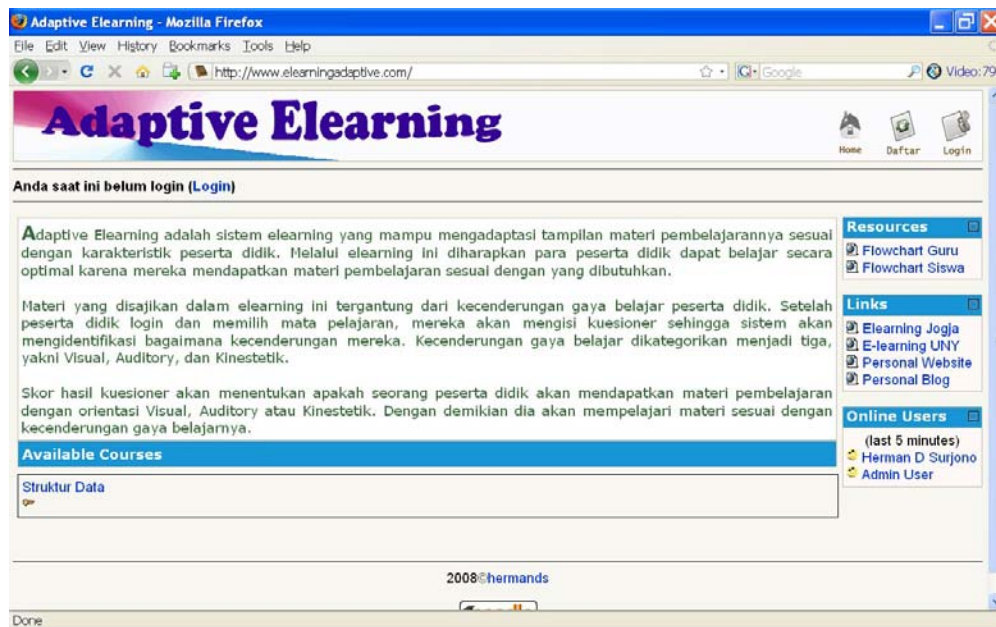 Adaptive Elearning - Mozilla Firefox
File Edit View History Bookmarks Tools Help
http://www.elearningadaptive.com/ Google Video:79
Adaptive Elearning
Home Daftar Login
Anda saat ini belum login (Login)
Adaptive Elearning adalah sistem elearning yang mampu mengadaptasi tampilan materi pembelajarannya sesuai
dengan karakteristik peserta didik. Melalui elearning ini diharapkan para peserta didik dapat belajar secara
optimal karena mereka mendapatkan materi pembelajaran sesuai dengan yang dibutuhkan.
Materi yang disajikan dalam elearning ini tergantung dari kecenderungan gaya belajar peserta didik. Setelah
peserta didik login dan memilih mata pelajaran, mereka akan mengisi kuesioner sehingga sistem akan
mengidentifikasi bagaimana kecenderungan mereka. Kecenderungan gaya belajar dikategorikan menjadi tiga,
yakni Visual, Auditory, dan Kinestetik.
Skor hasil kuesioner akan menentukan apakah seorang peserta didik akan mendapatkan materi pembelajaran
dengan orientasi Visual, Auditory atau Kinestetik. Dengan demikian dia akan mempelajari materi sesuai dengan
kecenderungan gaya belajarnya.
Available Courses
Struktur Data
Resources
Flowchart Guru
Flowchart Siswa
Links
Elearning Jogja
E-learning UNY
Personal Website
Personal Blog
Online Users
(last 5 minutes)
Herman D Surjono
Admin User
2008©hermands
Done